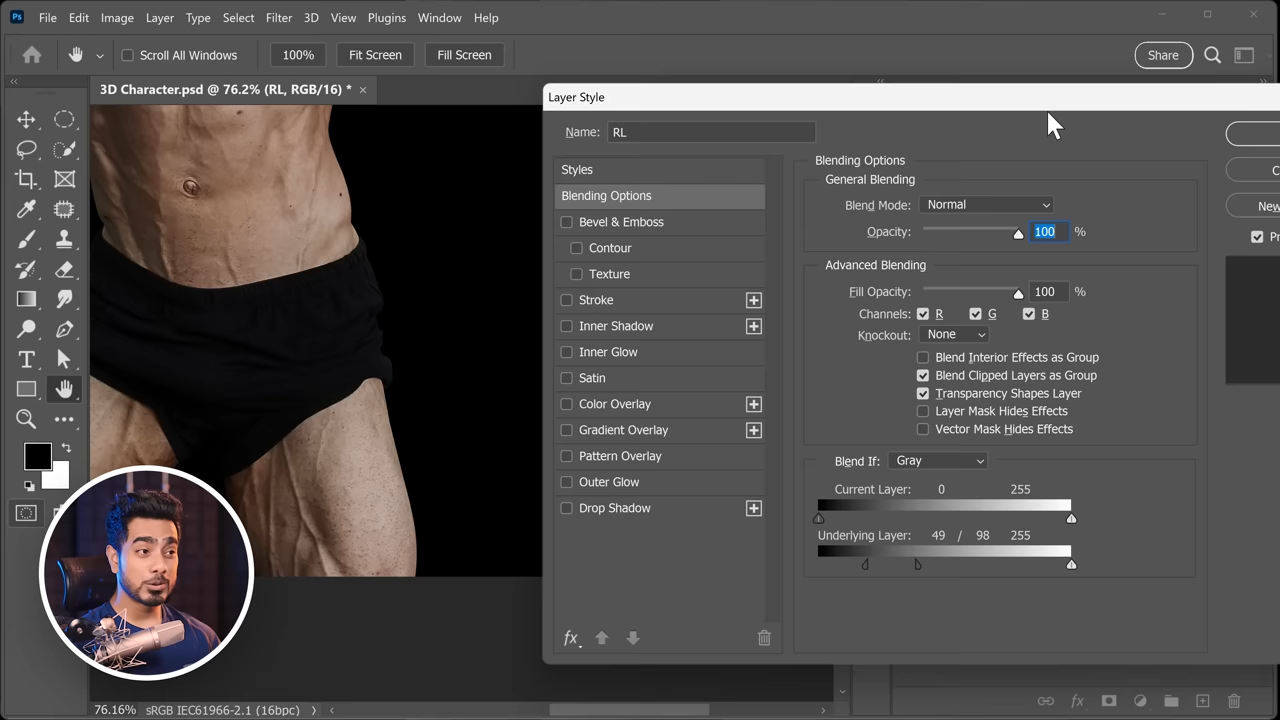 Ps File Edit Image Layer Type Select Filter 3D View Plugins Window Help
Scroll All Windows 100% Fit Screen Fill Screen Share
3D Character.psd @ 76.2% (RL, RGB/16) * ×
Layer Style
Name: RL
Styles
Blending Options
Bevel & Emboss
Contour
Texture
Stroke
Inner Shadow
Inner Glow
Satin
Color Overlay
Gradient Overlay
Pattern Overlay
Outer Glow
Drop Shadow
fx
Blending Options
General Blending
Blend Mode: Normal
Opacity: 100 %
Advanced Blending
Fill Opacity: 100 %
Channels: R G B
Knockout: None
Blend Interior Effects as Group
Blend Clipped Layers as Group
Transparency Shapes Layer
Layer Mask Hides Effects
Vector Mask Hides Effects
Blend If: Gray
Current Layer: 0 255
Underlying Layer: 49 / 98 255
C
New
Pr
76.16% sRGB IEC61966-2.1 (16bpc)
fx